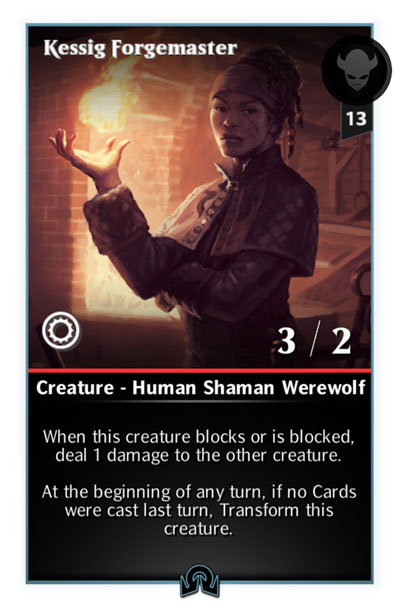 Kessig Forgemaster
13
3 / 2
Creature - Human Shaman Werewolf
When this creature blocks or is blocked,
deal 1 damage to the other creature.
At the beginning of any turn, if no Cards
were cast last turn, Transform this
creature.